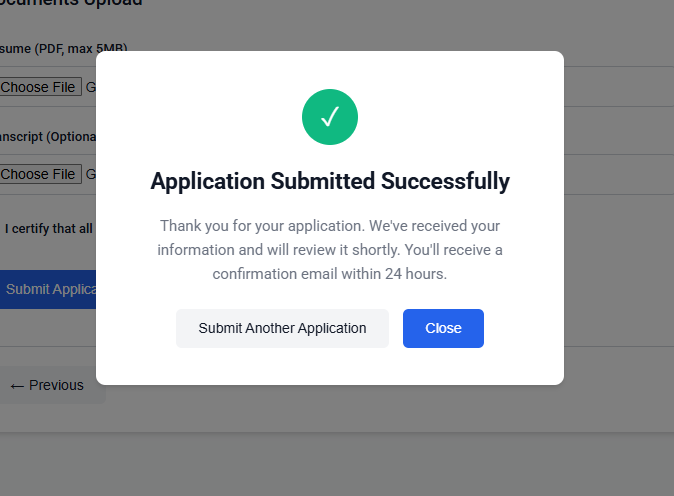 ocuments Upload
sume (PDF, max 5MB)
Choose File G
✓
nscript (Optiona
Choose File G
Application Submitted Successfully
I certify that all
Thank you for your application. We've received your
information and will review it shortly. You'll receive a
confirmation email within 24 hours.
Submit Applica
Submit Another Application
Close
← Previous